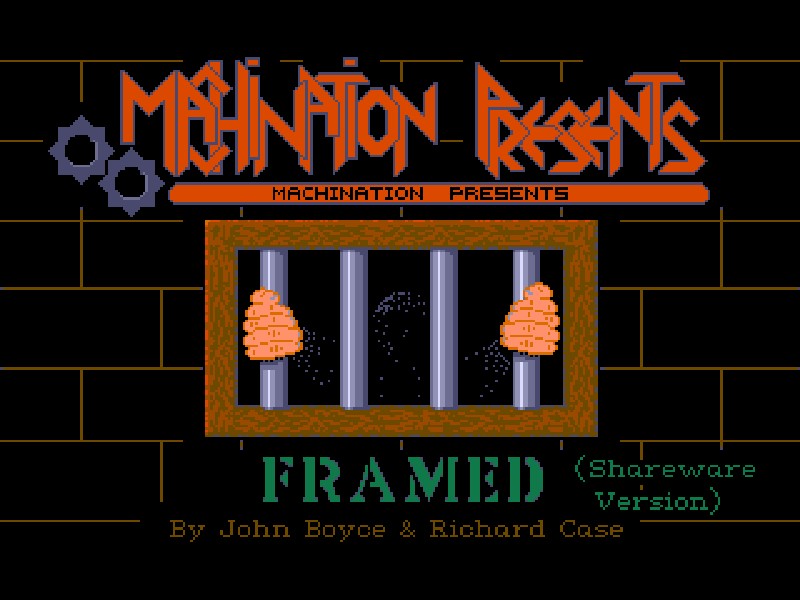 MACHINATION PRESENTS
MACHINATION PRESENTS
FRAMED
(Shareware
Version)
By John Boyce & Richard Case